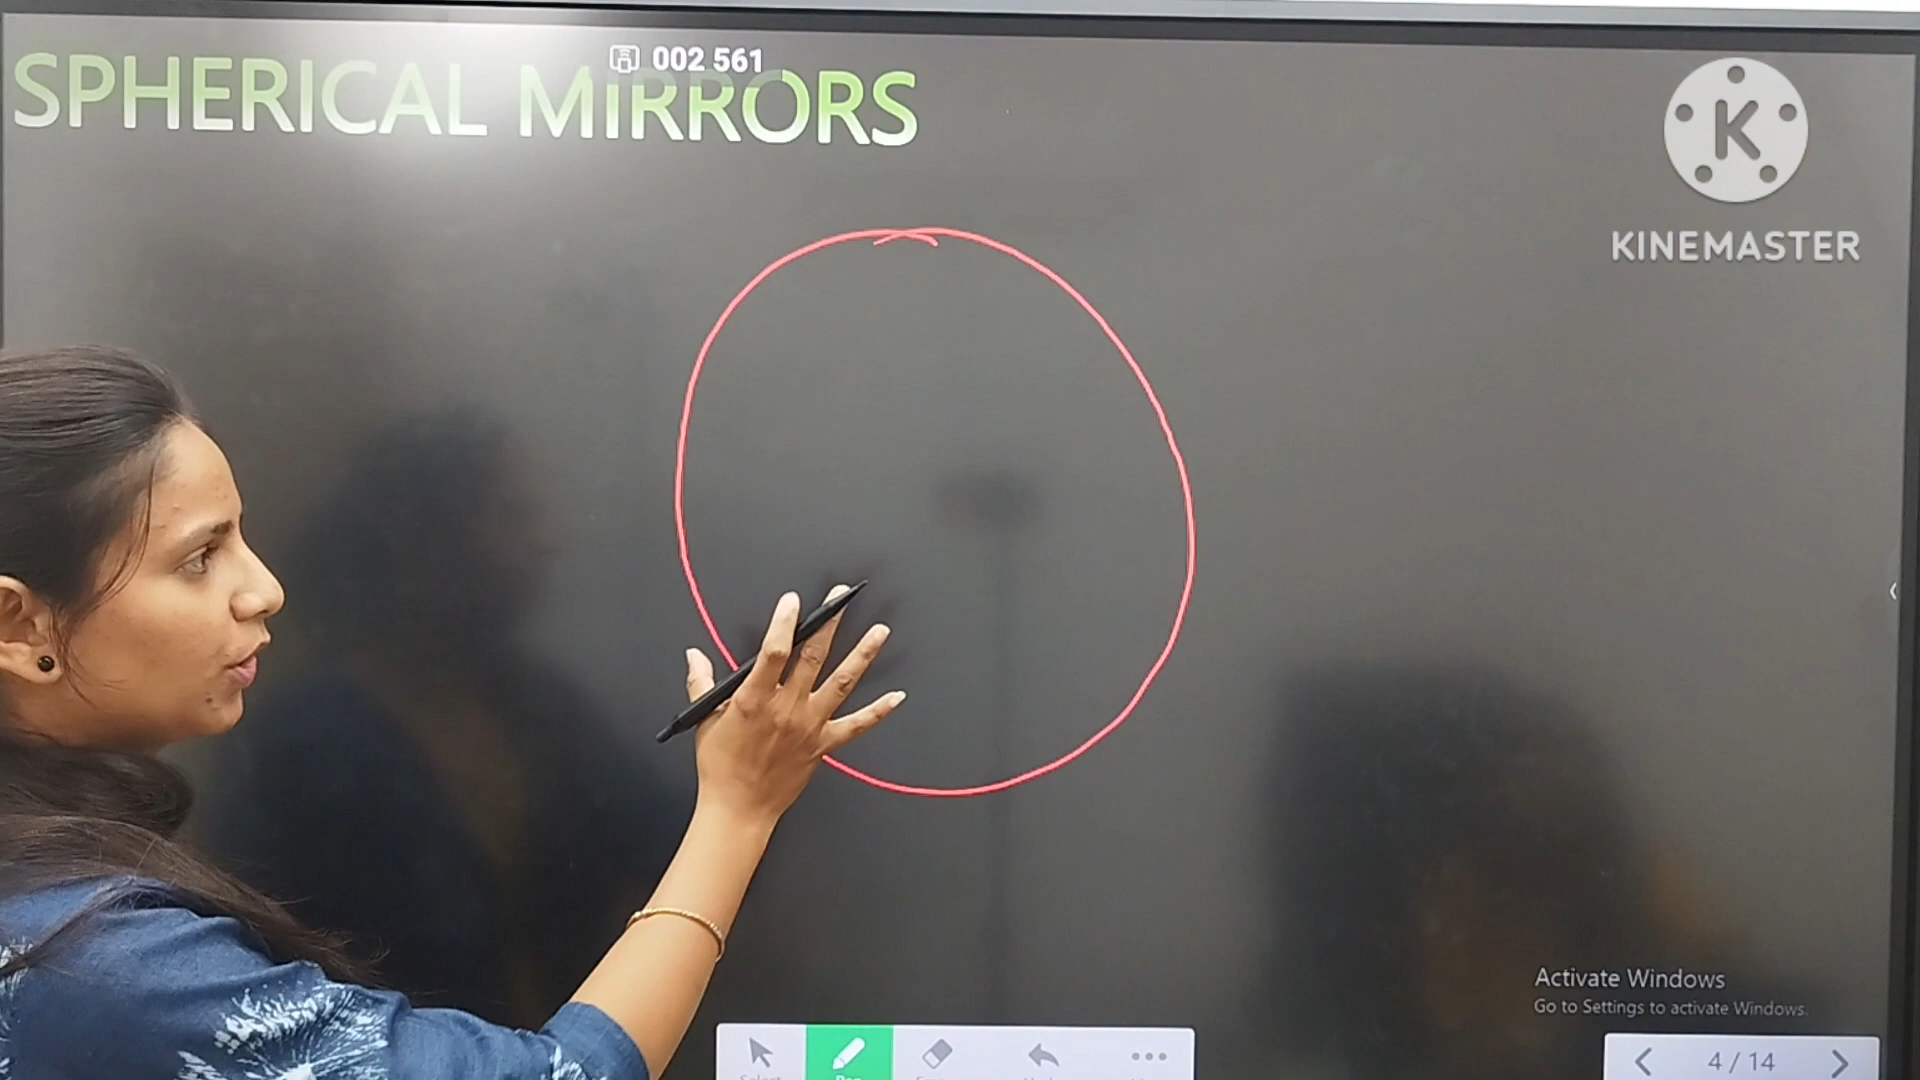 002 561
SPHERICAL MIRRORS
K
KINEMASTER
Activate Windows
Go to Settings to activate Windows.
4 / 14